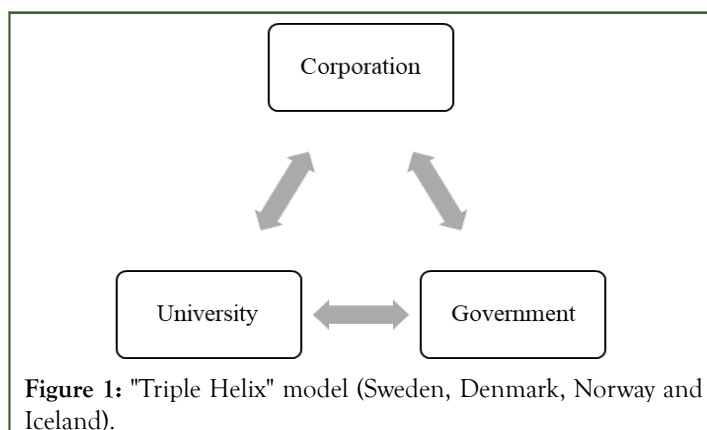 Corporation
University
Government
Figure 1: "Triple Helix" model (Sweden, Denmark, Norway and
Iceland).